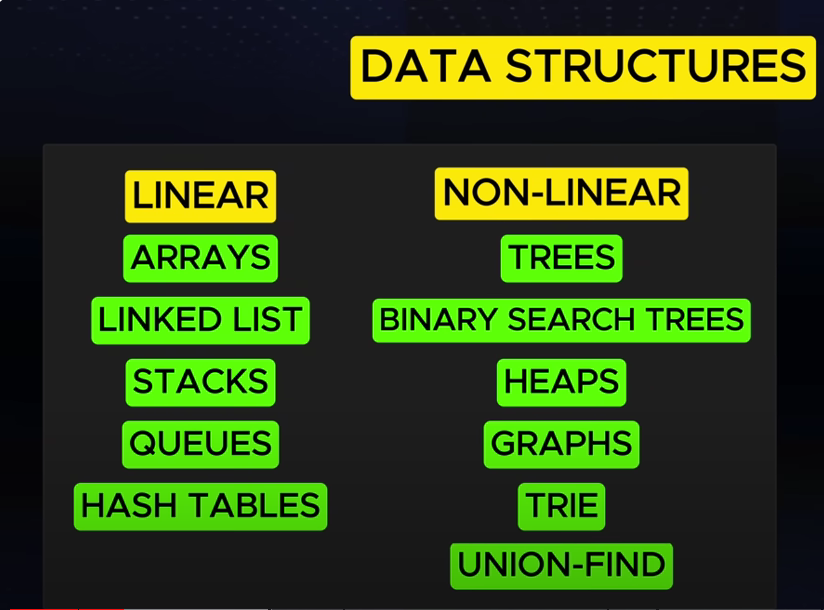 DATA STRUCTURES
LINEAR
ARRAYS
LINKED LIST
STACKS
QUEUES
HASH TABLES
NON-LINEAR
TREES
BINARY SEARCH TREES
HEAPS
GRAPHS
TRIE
UNION-FIND